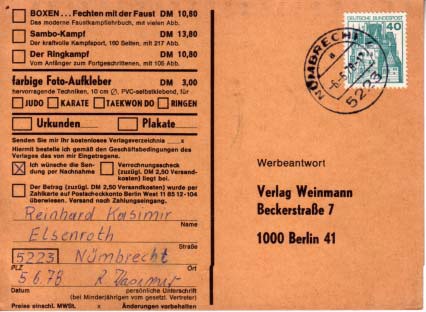 BOXEN ... Fechten mit der Faust DM 10,80
Das moderne Faustkampflehrbuch, mit vielen Abb.
Sambo-Kampf DM 13,80
Der kraftvolle Kampfsport, 160 Seiten, mit 217 Abb.
Der Ringkampf DM 10,80
Vom Anfänger zum Fortgeschrittenen, mit 105 Abb.
farbige Foto-Aufkleber DM 3,00
hervorragende Techniken, 10 cm ∅, PVC-selbstklebend, für
JUDO KARATE TAEKWON DO RINGEN
Urkunden Plakate
Senden Sie mir Ihr kostenloses Verlagsverzeichnis x
Hiermit bestelle ich gemäß den Geschäftsbedingungen des
Verlages das von mir Eingetragene.
Ich wünsche die Sendung per Nachnahme
Verrechnungsscheck
(zuzügl. DM 2,50 Versandkosten) liegt bei.
Der Betrag (zuzügl. DM 2,50 Versandkosten) wurde per
Zahlkarte auf Postscheckkonto Berlin West 11 85 12-104
überwiesen. Versand nach Zahlungseingang.
Reinhard Kasimir
Elsenroth
Straße
5223 Nümbrecht
PLZ Ort
5.6.78 R. Kasimir
Datum persönliche Unterschrift
(bei Minderjährigen vom gesetzl. Vertreter)
Preise einschl. MWSt. x Änderungen vorbehalten
NÜMBRECHT 1
a
5223
DEUTSCHE BUNDESPOST
40
Werbeantwort
Verlag Weinmann
Beckerstraße 7
1000 Berlin 41